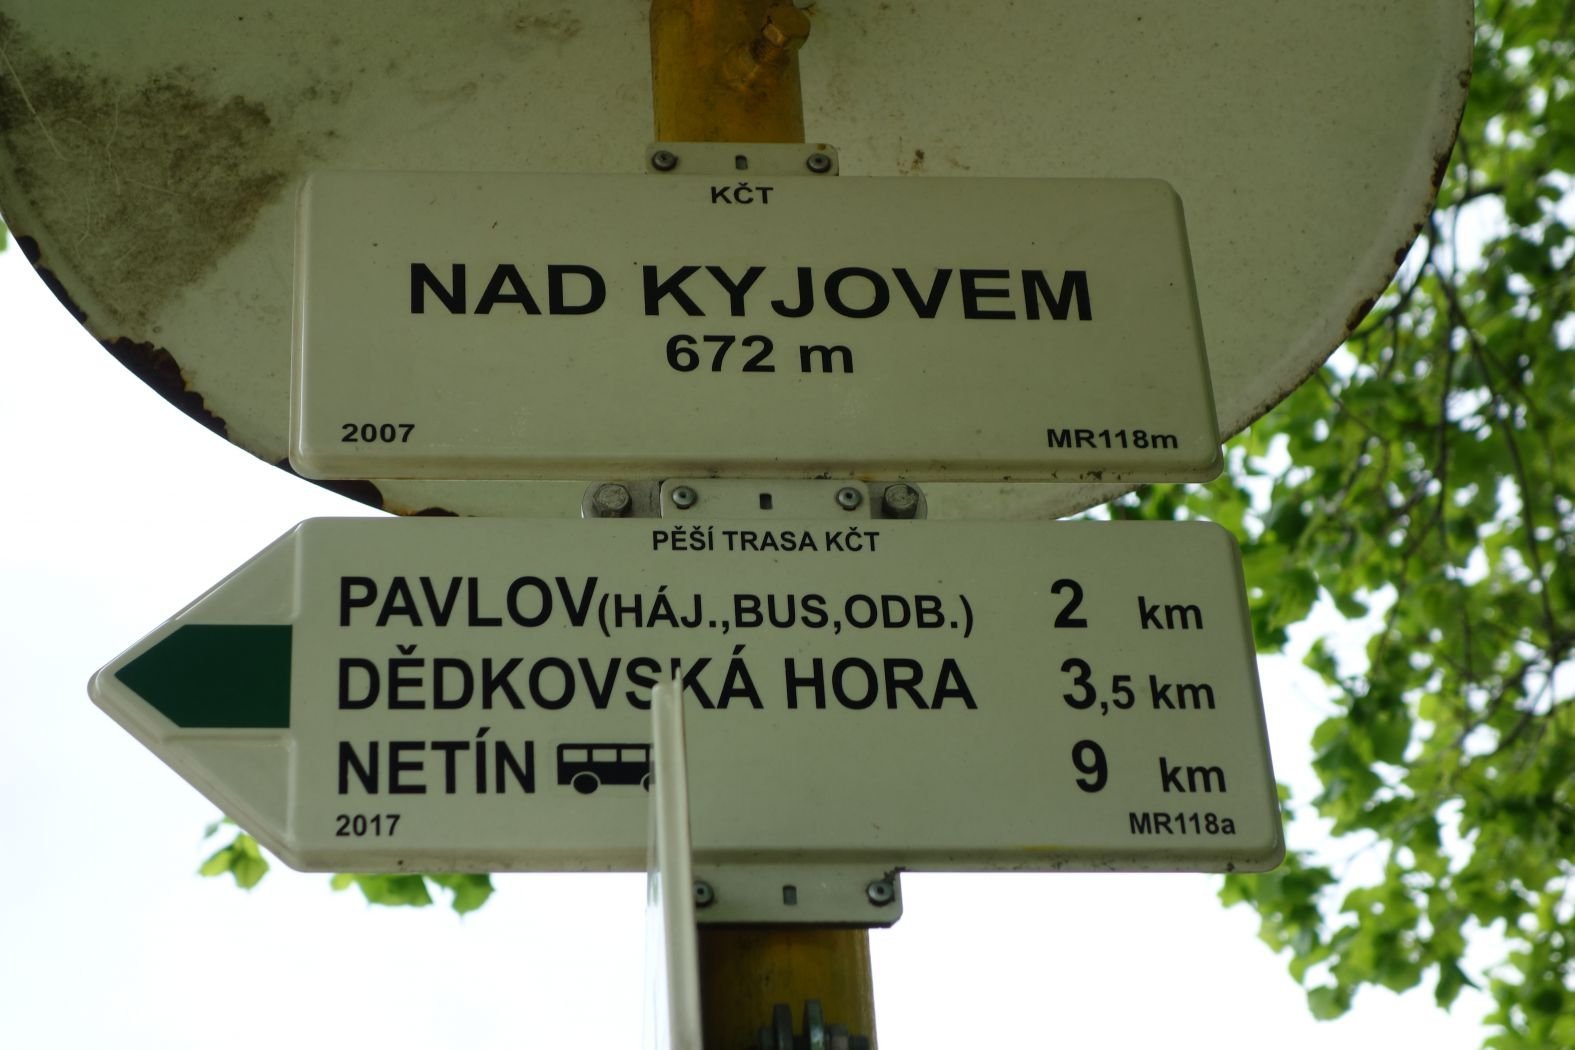 KČT
NAD KYJOVEM
672 m
2007 MR118m
PĚŠÍ TRASA KČT
PAVLOV(HÁJ.,BUS,ODB.) 2 km
DĚDKOVSKÁ HORA 3,5 km
NETÍN 9 km
2017 MR118a